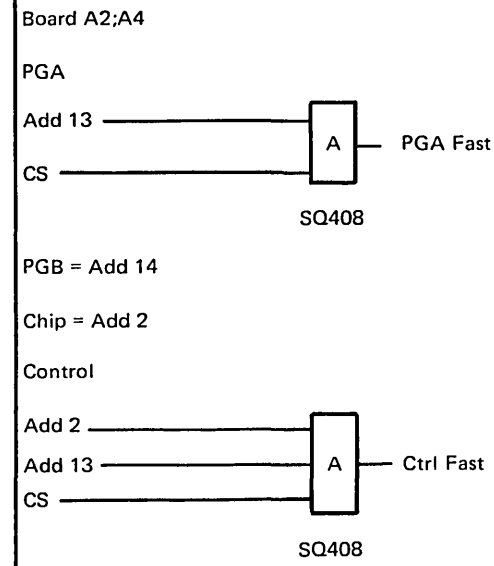 Board A2;A4
PGA
Add 13
A
PGA Fast
CS
SQ408
PGB = Add 14
Chip = Add 2
Control
Add 2
Add 13
A
Ctrl Fast
CS
SQ408